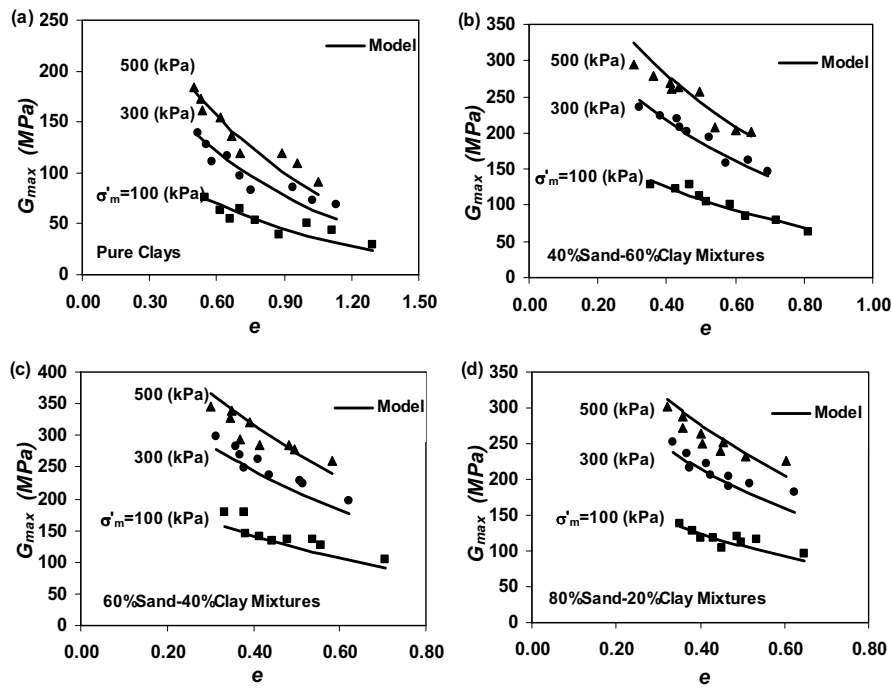 (a)
250
200
150
100
50
0
G_max (MPa)
500 (kPa)
300 (kPa)
σ'm=100 (kPa)
Model
Pure Clays
0.00 0.30 0.60 0.90 1.20 1.50
e
(b)
350
300
250
200
150
100
50
0
G_max (MPa)
500 (kPa)
300 (kPa)
σ'm=100 (kPa)
Model
40%Sand-60%Clay Mixtures
0.00 0.20 0.40 0.60 0.80 1.00
e
(c)
400
350
300
250
200
150
100
50
0
G_max (MPa)
500 (kPa)
300 (kPa)
σ'm=100 (kPa)
Model
60%Sand-40%Clay Mixtures
0.00 0.20 0.40 0.60 0.80
e
(d)
350
300
250
200
150
100
50
0
G_max (MPa)
500 (kPa)
300 (kPa)
σ'm=100 (kPa)
Model
80%Sand-20%Clay Mixtures
0.00 0.20 0.40 0.60 0.80
e